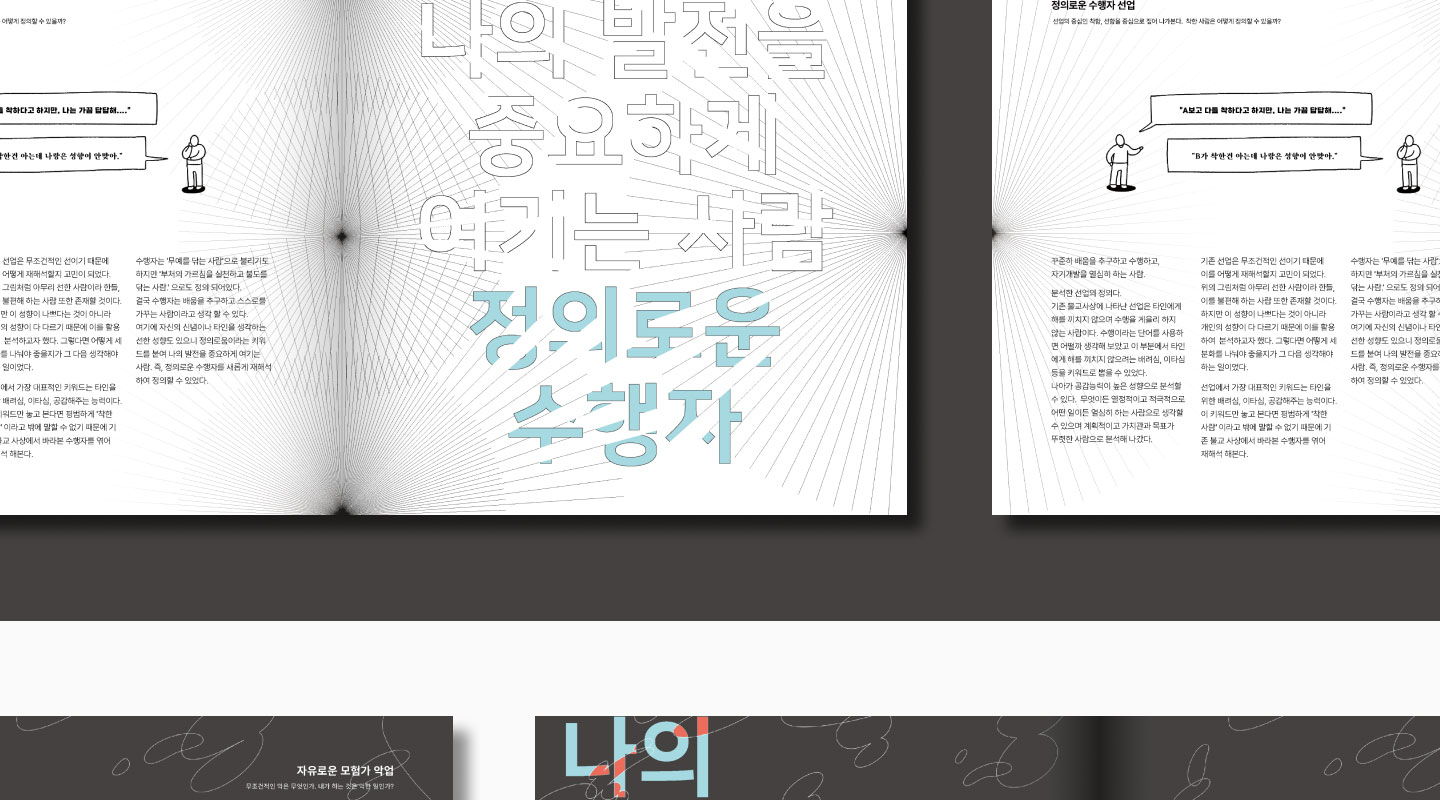 어떻게 정의할 수 있을까?
착하다고 하지만, 나는 가끔 답답해...."
착한건 아는데 나랑은 성향이 안맞아."
선업은 무조건적인 선이기 때문에
어떻게 재해석할지 고민이 되었다.
그림처럼 아무리 선한 사람이라 한들,
불편해 하는 사람 또한 존재할 것이다.
만 이 성향이 나쁘다는 것이 아니라
의 성향이 다 다르기 때문에 이를 활용
분석하고자 했다. 그렇다면 어떻게 세
를 나눠야 좋을지가 그 다음 생각해야
일이었다.
에서 가장 대표적인 키워드는 타인을
배려심, 이타심, 공감해주는 능력이다.
키워드만 놓고 본다면 평범하게 '착한
' 이라고 밖에 말할 수 없기 때문에 기
불교 사상에서 바라본 수행자를 엮어
석 해본다.
수행자는 '무예를 닦는 사람'으로 불리기도
하지만 '부처의 가르침을 실천하고 불도를
닦는 사람.' 으로도 정의 되어있다.
결국 수행자는 배움을 추구하고 스스로를
가꾸는 사람이라고 생각 할 수 있다.
여기에 자신의 신념이나 타인을 생각하는
선한 성향도 있으니 정의로움이라는 키워
드를 붙여 나의 발전을 중요하게 여기는
사람. 즉, 정의로운 수행자를 새롭게 재해석
하여 정의할 수 있었다.
나의 발전을
중요하게
여기는 사람
정의로운
수행자
정의로운 수행자 선업
선업의 중심인 착함, 선함을 중심으로 짚어 나가본다. 착한 사람은 어떻게 정의할 수 있을까?
"A보고 다들 착하다고 하지만, 나는 가끔 답답해...."
"B가 착한건 아는데 나랑은 성향이 안맞아."
꾸준히 배움을 추구하고 수행하고,
자기개발을 열심히 하는 사람.
분석한 선업의 정의다.
기존 불교사상에 나타난 선업은 타인에게
해를 끼치지 않으며 수행을 게을리 하지
않는 사람이다. 수행이라는 단어를 사용하
면 어떨까 생각해 보았고 이 부분에서 타인
에게 해를 끼치지 않으려는 배려심, 이타심
등을 키워드로 뽑을 수 있었다.
나아가 공감능력이 높은 성향으로 분석할
수 있다. 무엇이든 열정적이고 적극적으로
어떤 일이든 열심히 하는 사람으로 생각할
수 있으며 계획적이고 가치관과 목표가
뚜렷한 사람으로 분석해 나갔다.
기존 선업은 무조건적인 선이기 때문에
이를 어떻게 재해석할지 고민이 되었다.
위의 그림처럼 아무리 선한 사람이라 한들,
이를 불편해 하는 사람 또한 존재할 것이다.
하지만 이 성향이 나쁘다는 것이 아니라
개인의 성향이 다 다르기 때문에 이를 활용
하여 분석하고자 했다. 그렇다면 어떻게 세
분화를 나눠야 좋을지가 그 다음 생각해야
하는 일이었다.
선업에서 가장 대표적인 키워드는 타인을
위한 배려심, 이타심, 공감해주는 능력이다.
이 키워드만 놓고 본다면 평범하게 '착한
사람' 이라고 밖에 말할 수 없기 때문에 기
존 불교 사상에서 바라본 수행자를 엮어
재해석 해본다.
수행자는 '무예를 닦는 사람'
하지만 '부처의 가르침을 실천
닦는 사람.' 으로도 정의 되어
결국 수행자는 배움을 추구하
가꾸는 사람이라고 생각 할
여기에 자신의 신념이나 타인
선한 성향도 있으니 정의로움
드를 붙여 나의 발전을 중요하
사람. 즉, 정의로운 수행자를
하여 정의할 수 있었다.
자유로운 모험가 악업
무조건적인 악은 무엇인가. 내가 하는 것은 악한 일인가?
나의